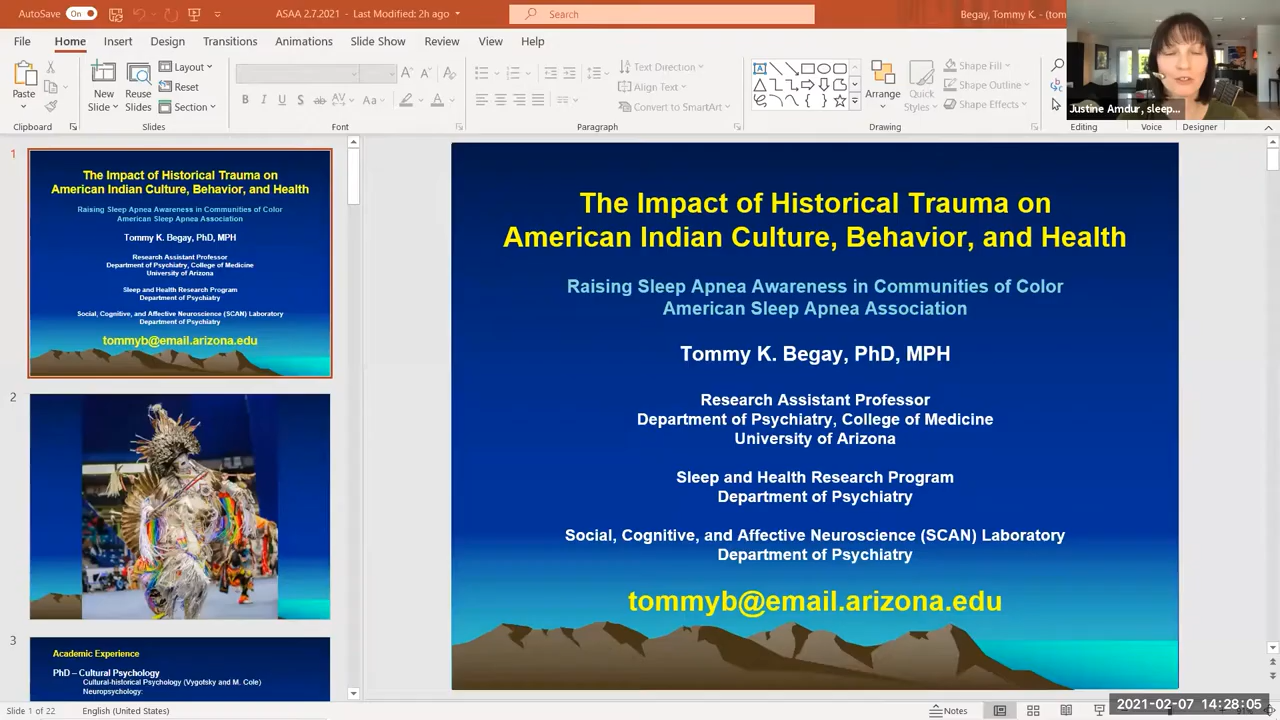 AutoSave On ASAA 2.7.2021 - Last Modified: 2h ago Search Begay, Tommy K. - (tom
File Home Insert Design Transitions Animations Slide Show Review View Help
Paste
Clipboard
New Slide
Reuse Slides
Layout
Reset
Section
Slides
B I U S ab AV Aa A
Font
Text Direction
Align Text
Convert to SmartArt
Paragraph
Arrange
Quick Styles
Shape Fill
Shape Outline
Shape Effects
Drawing
Editing
Voice
Designer
Justine Amdur, sleep...
1
The Impact of Historical Trauma on
American Indian Culture, Behavior, and Health
Raising Sleep Apnea Awareness in Communities of Color
American Sleep Apnea Association
Tommy K. Begay, PhD, MPH
Research Assistant Professor
Department of Psychiatry, College of Medicine
University of Arizona
Sleep and Health Research Program
Department of Psychiatry
Social, Cognitive, and Affective Neuroscience (SCAN) Laboratory
Department of Psychiatry
tommyb@email.arizona.edu
2
3
Academic Experience
PhD – Cultural Psychology
Cultural-historical Psychology (Vygotsky and M. Cole)
Neuropsychology:
The Impact of Historical Trauma on
American Indian Culture, Behavior, and Health
Raising Sleep Apnea Awareness in Communities of Color
American Sleep Apnea Association
Tommy K. Begay, PhD, MPH
Research Assistant Professor
Department of Psychiatry, College of Medicine
University of Arizona
Sleep and Health Research Program
Department of Psychiatry
Social, Cognitive, and Affective Neuroscience (SCAN) Laboratory
Department of Psychiatry
tommyb@email.arizona.edu
Slide 1 of 22 English (United States) Notes
2021-02-07 14:28:05